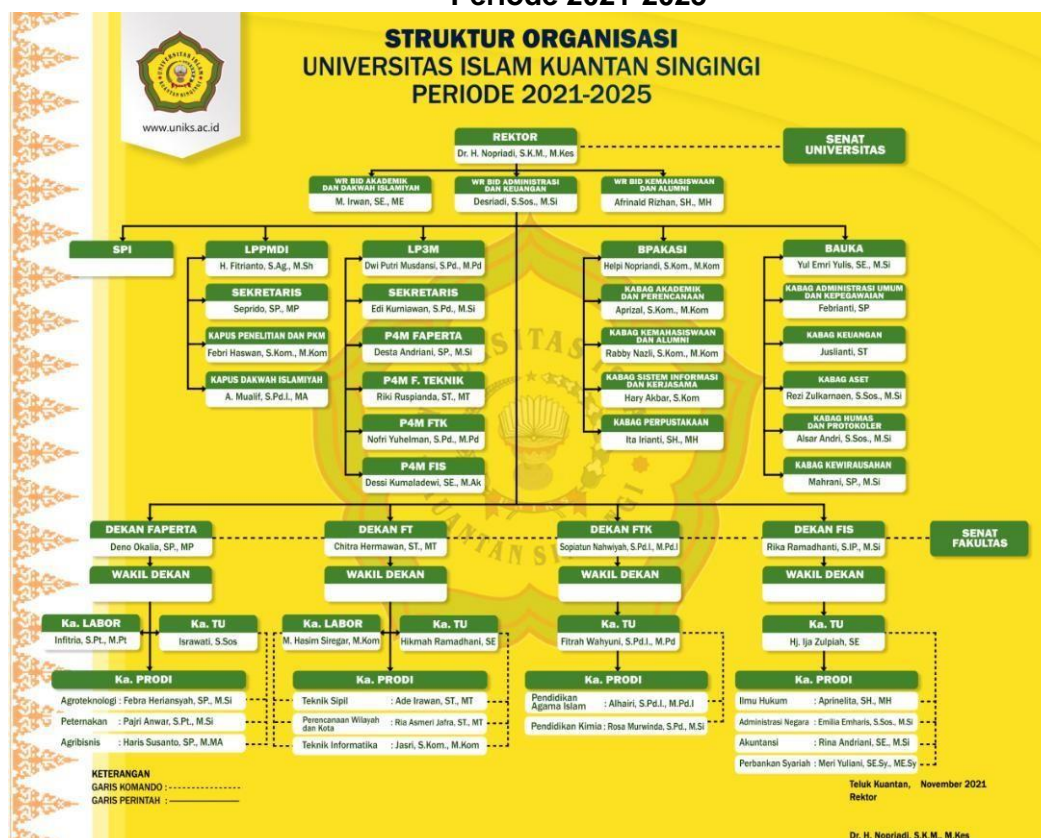 Periode 2021-2025
STRUKTUR ORGANISASI
UNIVERSITAS ISLAM KUANTAN SINGINGI
PERIODE 2021-2025
UNIVERSITAS ISLAM
KUANTAN SINGINGI
www.uniks.ac.id
REKTOR
Dr. H. Nopriadi, S.K.M., M.Kes
SENAT
UNIVERSITAS
WR BID AKADEMIK
DAN DAKWAH ISLAMIYAH
M. Irwan, SE., ME
WR BID ADMINISTRASI
DAN KEUANGAN
Desriadi, S.Sos., M.Si
WR BID KEMAHASISWAAN
DAN ALUMNI
Afrinald Rizhan, SH., MH
SPI
LPPMDI
H. Fitrianto, S.Ag., M.Sh
SEKRETARIS
Seprido, SP., MP
KAPUS PENELITIAN DAN PKM
Febri Haswan, S.Kom., M.Kom
KAPUS DAKWAH ISLAMIYAH
A. Mualif, S.Pd.I., MA
LP3M
Dwi Putri Musdansi, S.Pd., M.Pd
SEKRETARIS
Edi Kurniawan, S.Pd., M.Si
P4M FAPERTA
Desta Andriani, SP., M.Si
P4M F. TEKNIK
Riki Ruspianda, ST., MT
P4M FTK
Nofri Yuhelman, S.Pd., M.Pd
P4M FIS
Dessi Kumaladewi, SE., M.Ak
BPAKASI
Helpi Nopriandi, S.Kom., M.Kom
KABAG AKADEMIK
DAN PERENCANAAN
Aprizal, S.Kom., M.Kom
KABAG KEMAHASISWAAN
DAN ALUMNI
Rabby Nazli, S.Kom., M.Kom
KABAG SISTEM INFORMASI
DAN KERJASAMA
Hary Akbar, S.Kom
KABAG PERPUSTAKAAN
Ita Irianti, SH., MH
BAUKA
Yul Emri Yulis, SE., M.Si
KABAG ADMINISTRASI UMUM
DAN KEPEGAWAIAN
Febrianti, SP
KABAG KEUANGAN
Juslianti, ST
KABAG ASET
Rezi Zulkarnaen, S.Sos., M.Si
KABAG HUMAS
DAN PROTOKOLER
Alsar Andri, S.Sos., M.Si
KABAG KEWIRAUSAHAN
Mahrani, SP., M.Si
DEKAN FAPERTA
Deno Okalia, SP., MP
DEKAN FT
Chitra Hermawan, ST., MT
DEKAN FTK
Sopiatun Nahwiyah, S.Pd.I., M.Pd.I
DEKAN FIS
Rika Ramadhanti, S.IP., M.Si
SENAT
FAKULTAS
WAKIL DEKAN
WAKIL DEKAN
WAKIL DEKAN
WAKIL DEKAN
Ka. LABOR
Infitria, S.Pt., M.Pt
Ka. TU
Israwati, S.Sos
Ka. LABOR
M. Hasim Siregar, M.Kom
Ka. TU
Hikmah Ramadhani, SE
Ka. TU
Fitrah Wahyuni, S.Pd.I., M.Pd
Ka. TU
Hj. Ija Zulpiah, SE
Ka. PRODI
Agroteknologi : Febra Heriansyah, SP., M.Si
Peternakan : Pajri Anwar, S.Pt., M.Si
Agribisnis : Haris Susanto, SP., M.MA
Ka. PRODI
Teknik Sipil : Ade Irawan, ST., MT
Perencanaan Wilayah
dan Kota : Ria Asmeri Jafra, ST., MT
Teknik Informatika : Jasri, S.Kom., M.Kom
Ka. PRODI
Pendidikan
Agama Islam : Alhairi, S.Pd.I., M.Pd.I
Pendidikan Kimia : Rosa Murwinda, S.Pd., M.Si
Ka. PRODI
Ilmu Hukum : Aprinelita, SH., MH
Administrasi Negara : Emilia Emharis, S.Sos., M.Si
Akuntansi : Rina Andriani, SE., M.Si
Perbankan Syariah : Meri Yuliani, SE.Sy., ME.Sy
KETERANGAN
GARIS KOMANDO :
GARIS PERINTAH :
Teluk Kuantan, November 2021
Rektor
Dr. H. Nopriadi, S.K.M., M.Kes